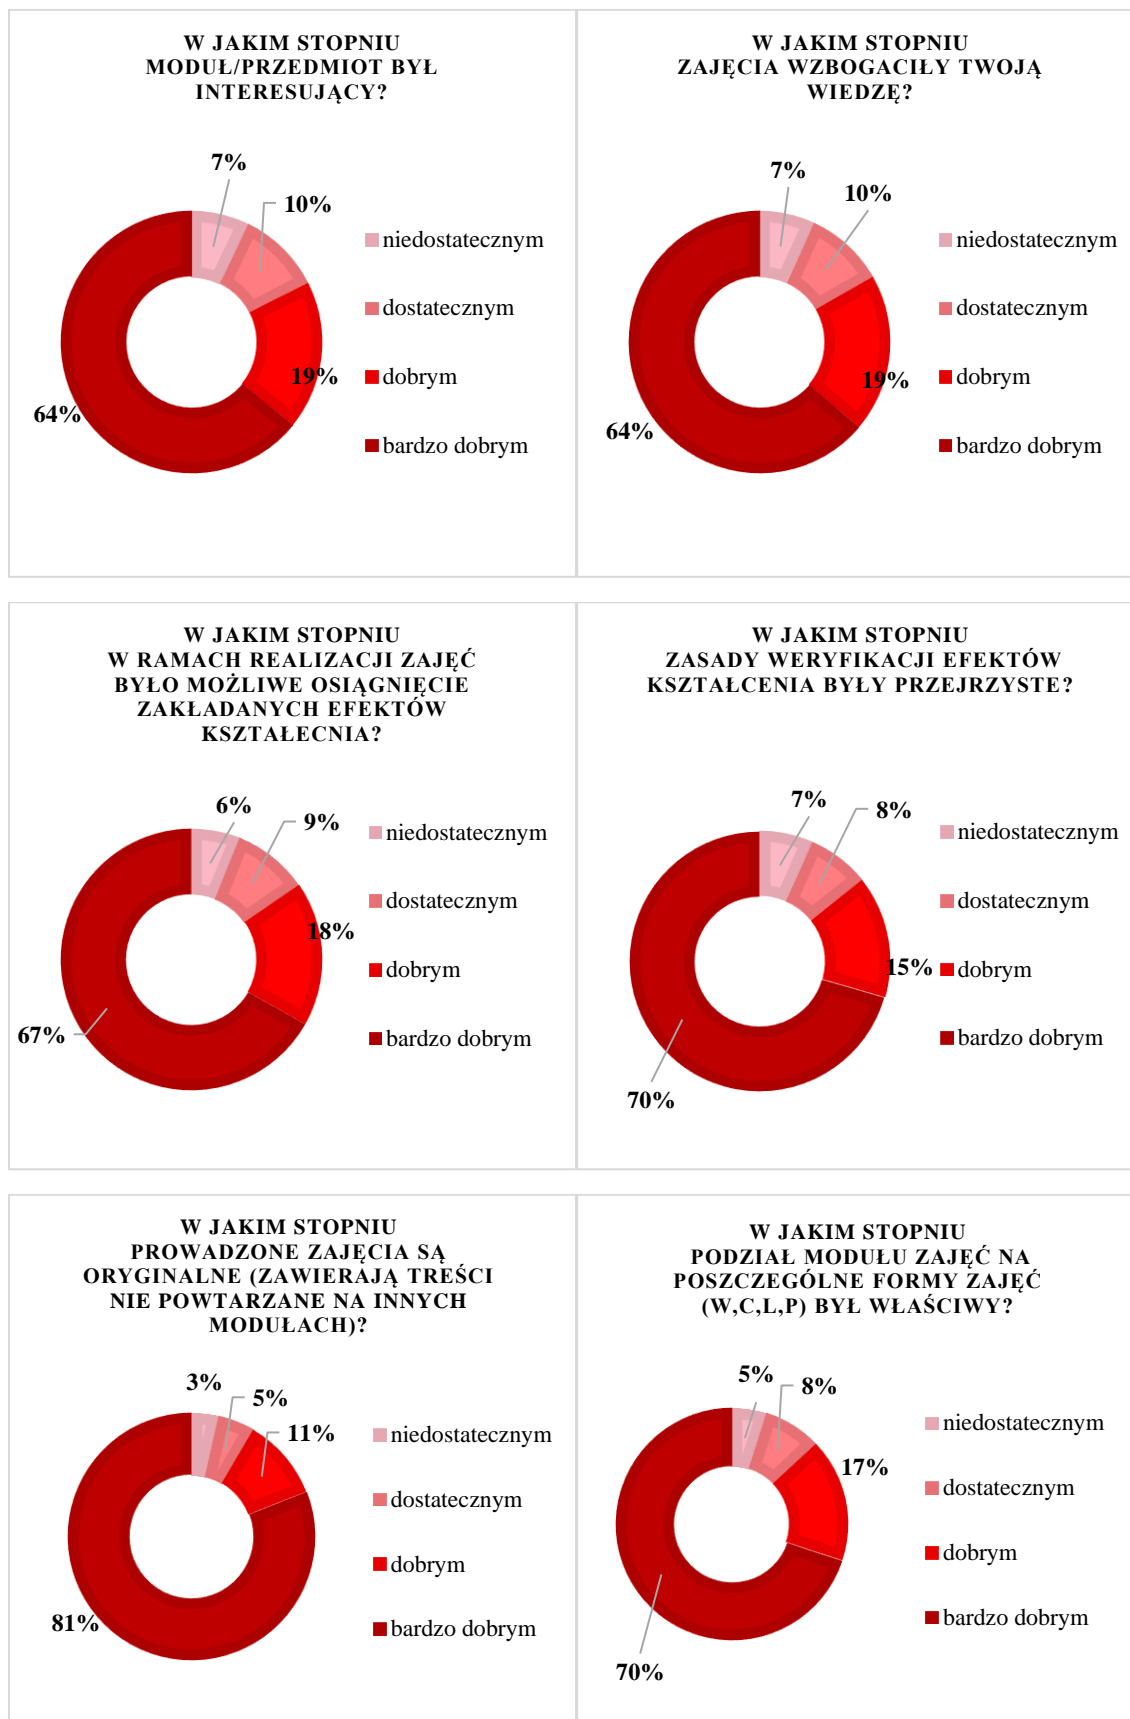 W JAKIM STOPNIU
MODUŁ/PRZEDMIOT BYŁ
INTERESUJĄCY?
7%
10%
19%
64%
niedostatecznym
dostatecznym
dobrym
bardzo dobrym
W JAKIM STOPNIU
ZAJĘCIA WZBOGACIŁY TWOJĄ
WIEDZĘ?
7%
10%
19%
64%
niedostatecznym
dostatecznym
dobrym
bardzo dobrym
W JAKIM STOPNIU
W RAMACH REALIZACJI ZAJĘĆ
BYŁO MOŻLIWE OSIĄGNIĘCIE
ZAKŁADANYCH EFEKTÓW
KSZTAŁECNIA?
6%
9%
18%
67%
niedostatecznym
dostatecznym
dobrym
bardzo dobrym
W JAKIM STOPNIU
ZASADY WERYFIKACJI EFEKTÓW
KSZTAŁCENIA BYŁY PRZEJRZYSTE?
7%
8%
15%
70%
niedostatecznym
dostatecznym
dobrym
bardzo dobrym
W JAKIM STOPNIU
PROWADZONE ZAJĘCIA SĄ
ORYGINALNE (ZAWIERAJĄ TREŚCI
NIE POWTARZANE NA INNYCH
MODUŁACH)?
3%
5%
11%
81%
niedostatecznym
dostatecznym
dobrym
bardzo dobrym
W JAKIM STOPNIU
PODZIAŁ MODUŁU ZAJĘĆ NA
POSZCZEGÓLNE FORMY ZAJĘĆ
(W,C,L,P) BYŁ WŁAŚCIWY?
5%
8%
17%
70%
niedostatecznym
dostatecznym
dobrym
bardzo dobrym